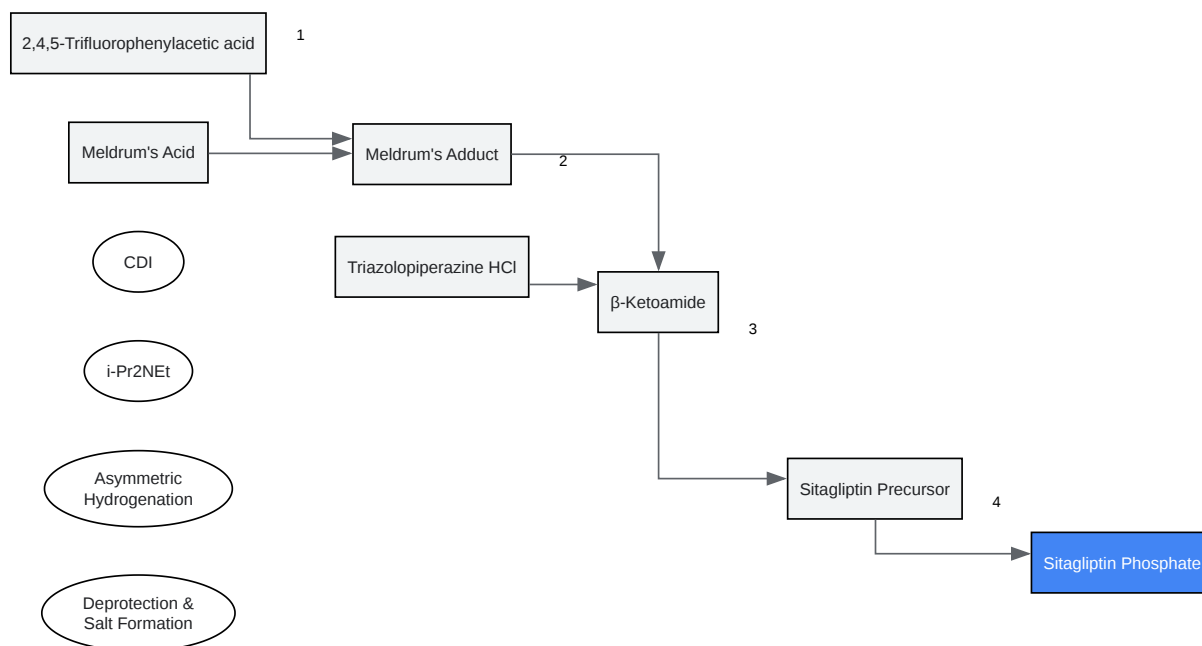 2,4,5-Trifluorophenylacetic acid
1
Meldrum's Acid
Meldrum's Adduct
2
CDI
Triazolopiperazine HCl
β-Ketoamide
3
i-Pr2NEt
Asymmetric
Hydrogenation
Sitagliptin Precursor
4
Sitagliptin Phosphate
Deprotection &
Salt Formation